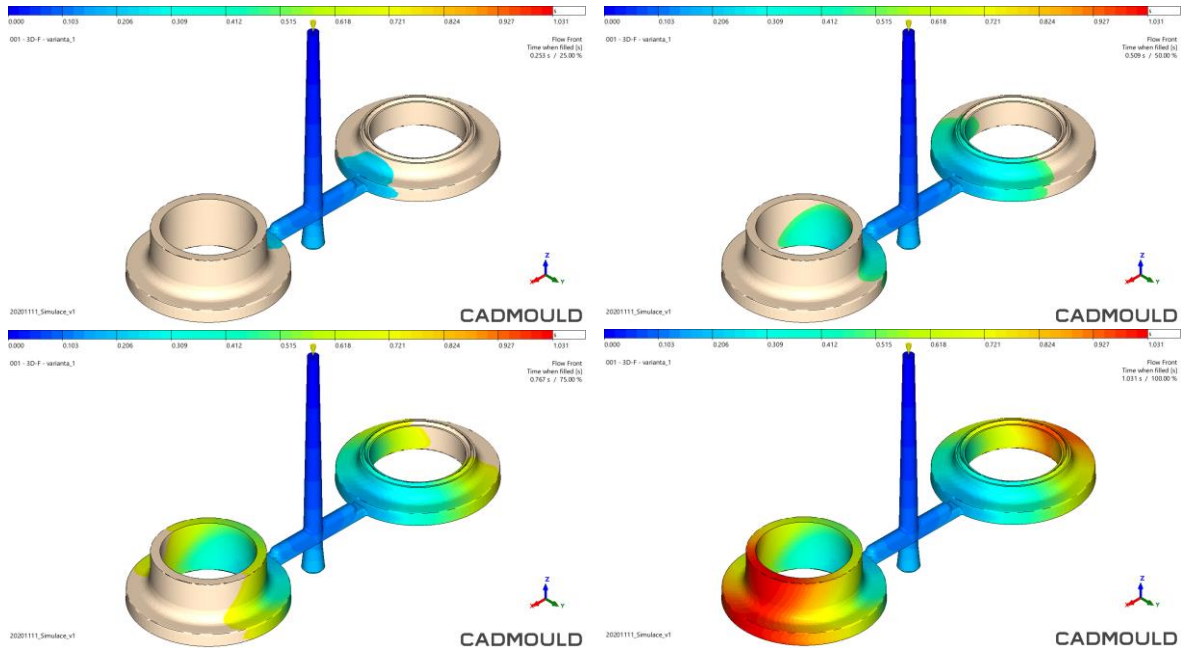 0.000 0.103 0.206 0.309 0.412 0.515 0.618 0.721 0.824 0.927 1.031
s
001 - 3D-F - varianta_1
Flow Front
Time when filled [s]
0.253 s / 25.00 %
Z
X
Y
20201111_Simulace_v1
CADMOULD
0.000 0.103 0.206 0.309 0.412 0.515 0.618 0.721 0.824 0.927 1.031
s
001 - 3D-F - varianta_1
Flow Front
Time when filled [s]
0.509 s / 50.00 %
Z
X
Y
20201111_Simulace_v1
CADMOULD
0.000 0.103 0.206 0.309 0.412 0.515 0.618 0.721 0.824 0.927 1.031
s
001 - 3D-F - varianta_1
Flow Front
Time when filled [s]
0.767 s / 75.00 %
Z
X
Y
20201111_Simulace_v1
CADMOULD
0.000 0.103 0.206 0.309 0.412 0.515 0.618 0.721 0.824 0.927 1.031
s
001 - 3D-F - varianta_1
Flow Front
Time when filled [s]
1.031 s / 100.00 %
Z
X
Y
20201111_Simulace_v1
CADMOULD